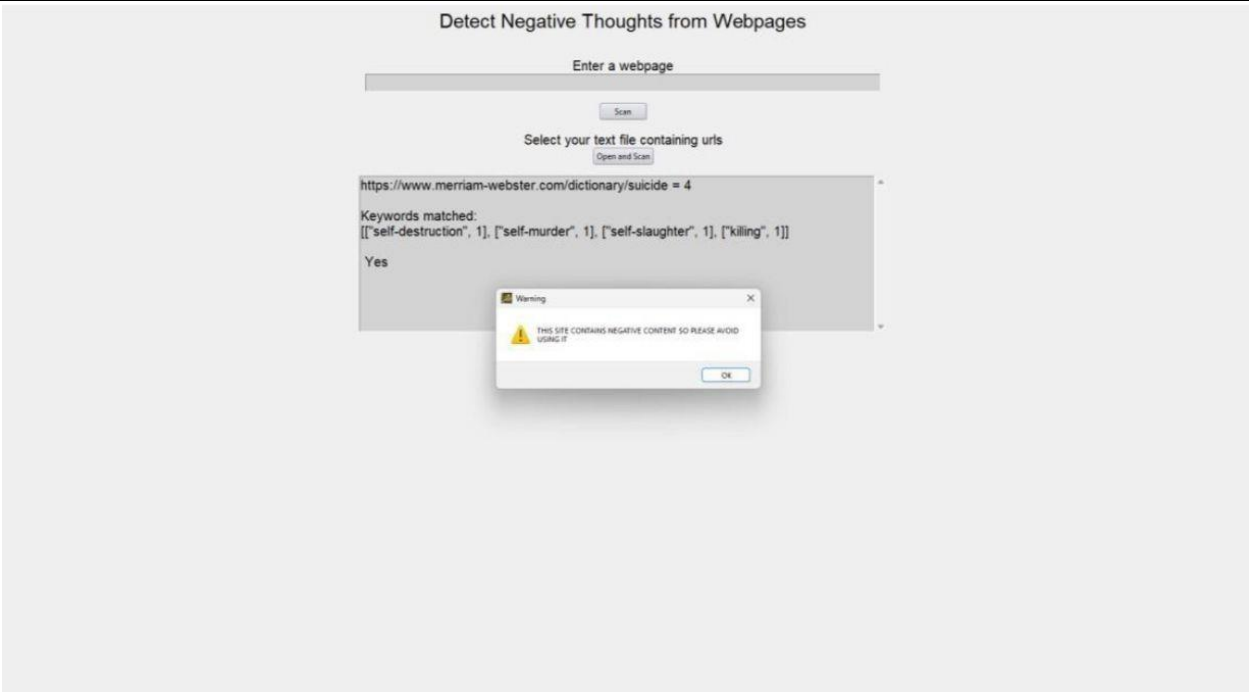 Detect Negative Thoughts from Webpages
Enter a webpage
Scan
Select your text file containing urls
Open and Scan
https://www.merriam-webster.com/dictionary/suicide = 4
Keywords matched:
[["self-destruction", 1], ["self-murder", 1], ["self-slaughter", 1], ["killing", 1]]
Yes
Warning
THIS SITE CONTAINS NEGATIVE CONTENT SO PLEASE AVOID
USING IT
OK